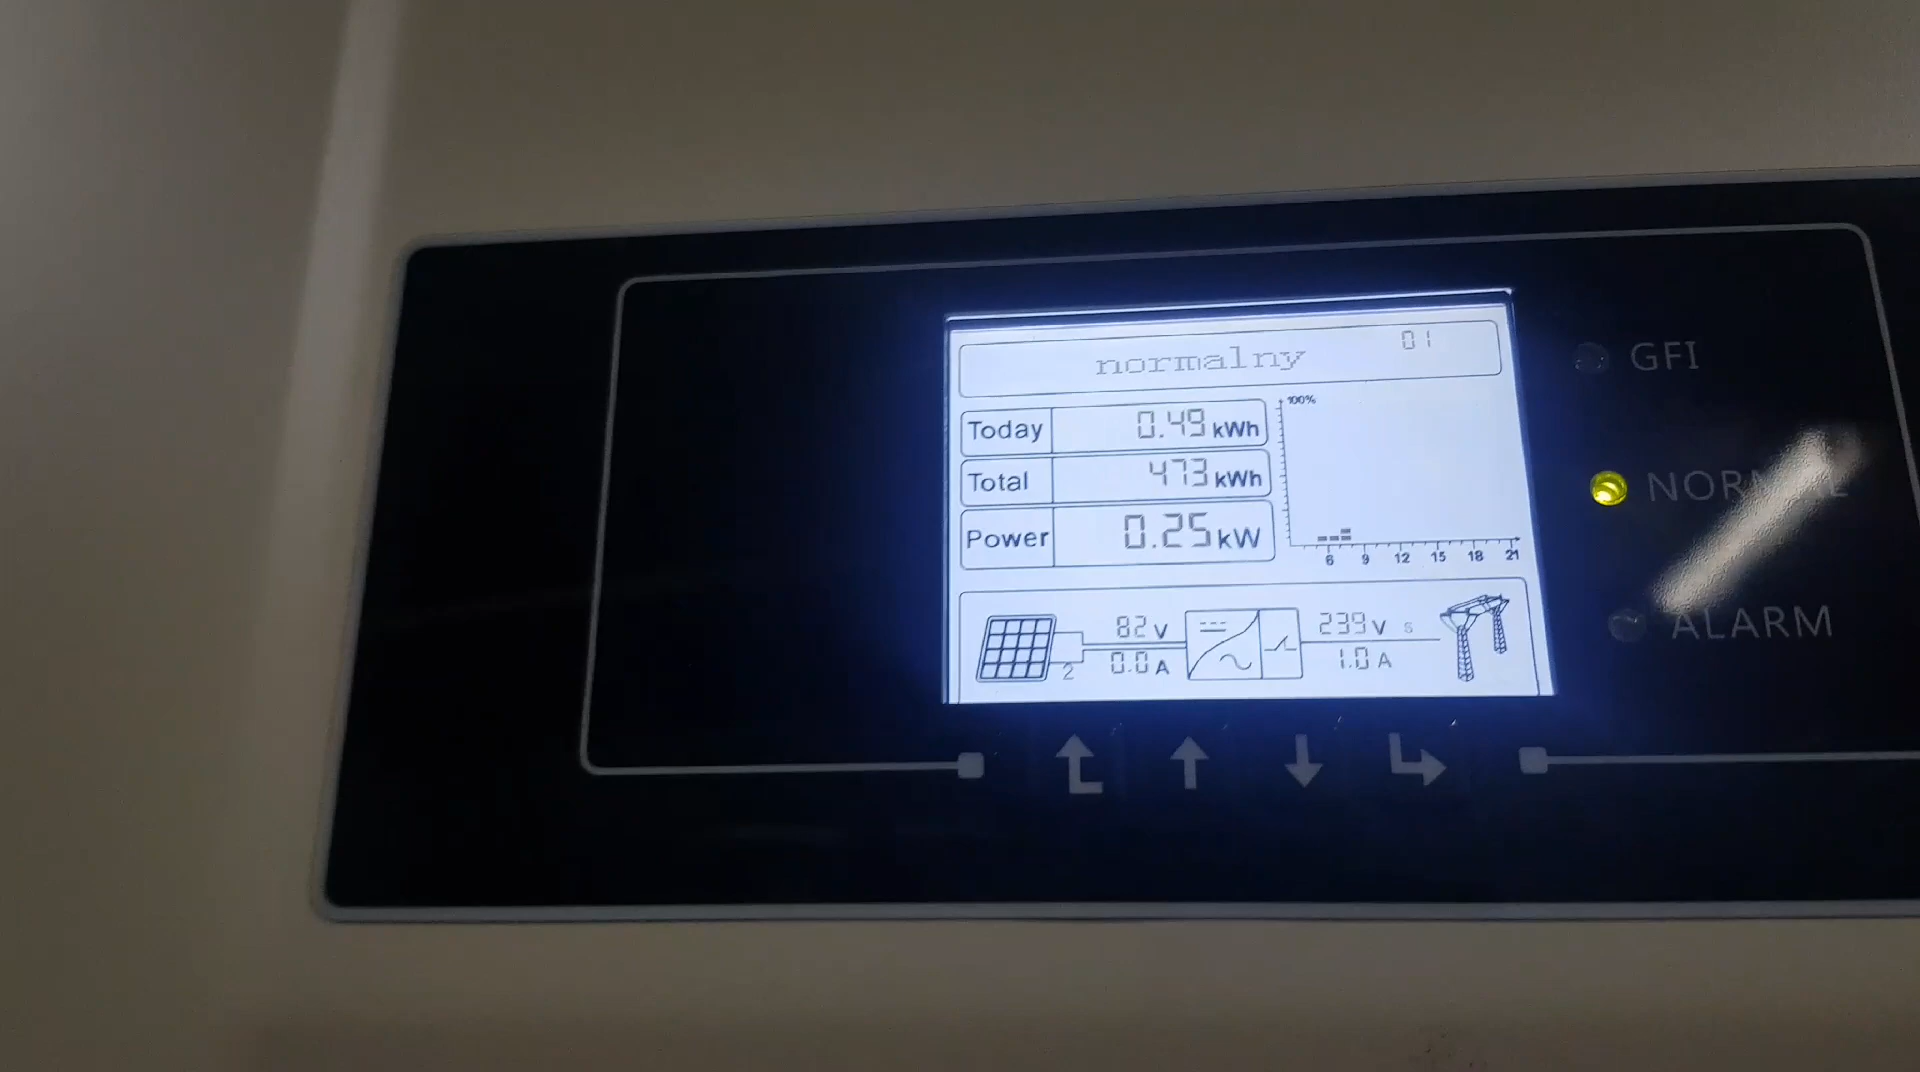 normalny 01
Today 0.49 kWh
Total 473 kWh
Power 0.25 kW
100%
6 9 12 15 18 21
82 V
0.0 A
2
239 V S
1.0 A
GFI
NORMAL
ALARM